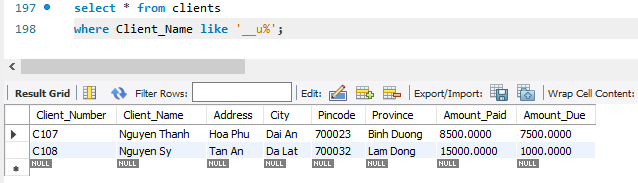 197 select * from clients
198 where Client_Name like '__u%';
Result Grid Filter Rows: Edit: Export/Import: Wrap Cell Content:
Client_Number Client_Name Address City Pincode Province Amount_Paid Amount_Due
C107 Nguyen Thanh Hoa Phu Dai An 700023 Binh Duong 8500.0000 7500.0000
C108 Nguyen Sy Tan An Da Lat 700032 Lam Dong 15000.0000 1000.0000
NULL NULL NULL NULL NULL NULL NULL NULL